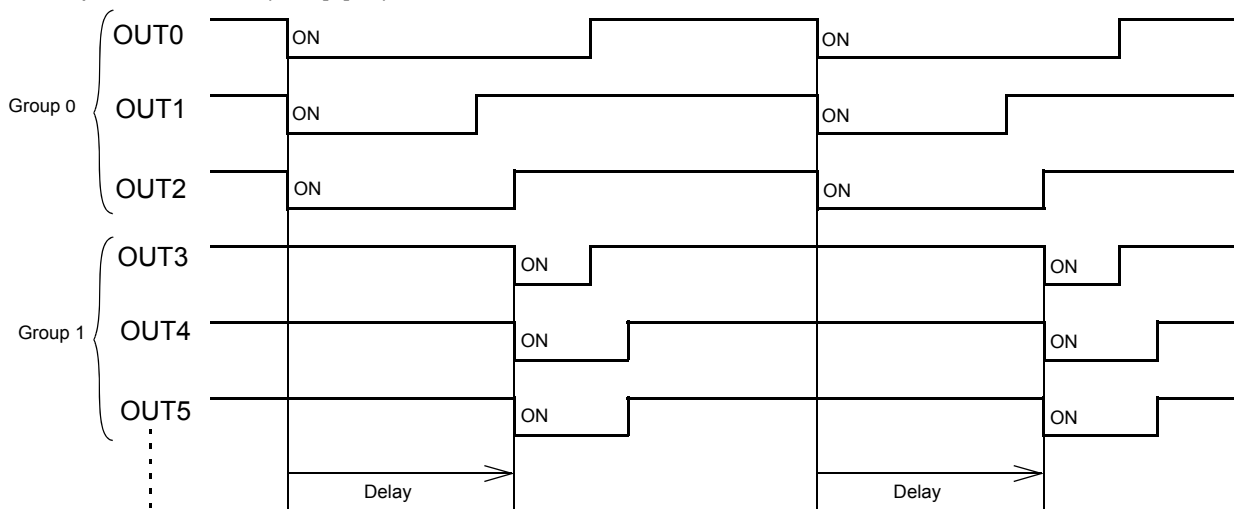 OUT0 ON ON
Group 0
OUT1 ON ON
OUT2 ON ON
OUT3 ON ON
Group 1
OUT4 ON ON
OUT5 ON ON
Delay Delay